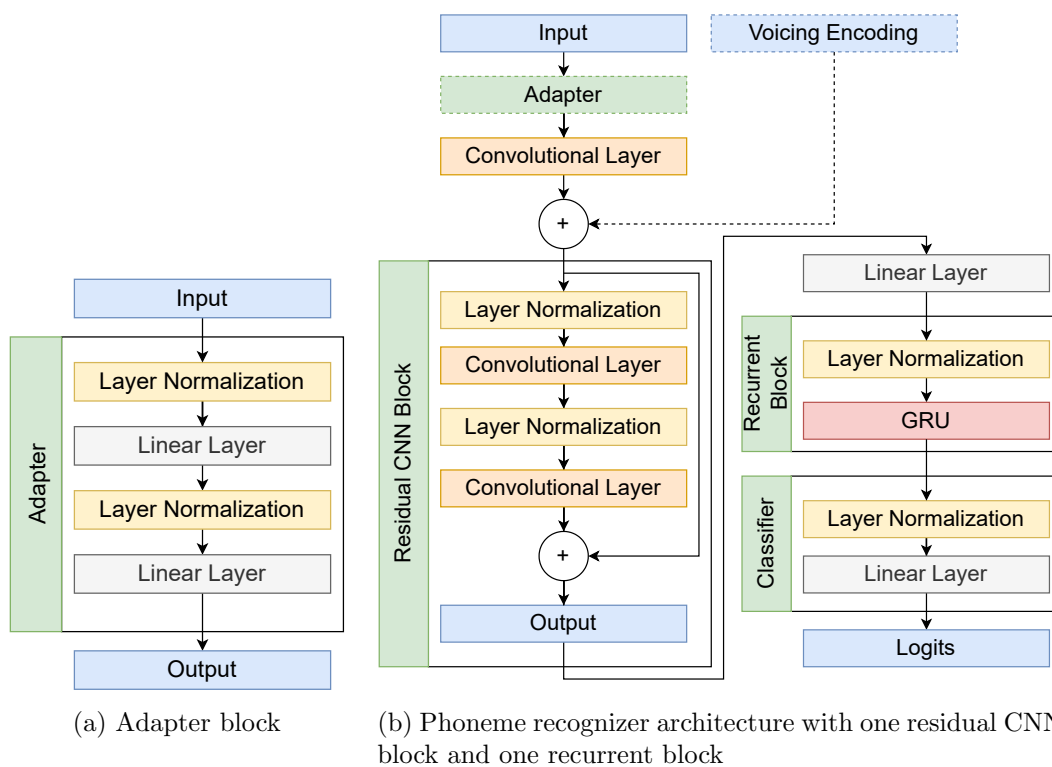 Input
Adapter
Layer Normalization
Linear Layer
Layer Normalization
Linear Layer
Output
(a) Adapter block
Input
Voicing Encoding
Adapter
Convolutional Layer
+
Residual CNN Block
Layer Normalization
Convolutional Layer
Layer Normalization
Convolutional Layer
+
Output
Linear Layer
Recurrent
Block
Layer Normalization
GRU
Classifier
Layer Normalization
Linear Layer
Logits
(b) Phoneme recognizer architecture with one residual CNN
block and one recurrent block